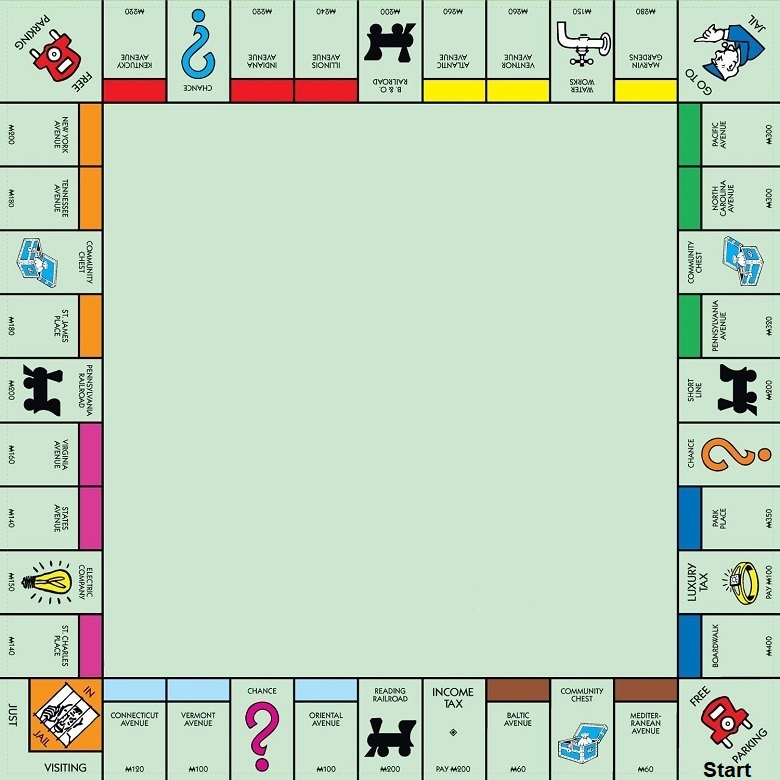 FREE
PARKING
KENTUCKY
AVENUE
₩220
CHANCE
INDIANA
AVENUE
₩220
ILLINOIS
AVENUE
₩240
B. & O.
RAILROAD
₩200
ATLANTIC
AVENUE
₩260
VENTNOR
AVENUE
₩260
WATER
WORKS
₩150
MARVIN
GARDENS
₩280
GO TO
JAIL
NEW YORK
AVENUE
₩200
TENNESSEE
AVENUE
₩180
COMMUNITY
CHEST
ST. JAMES
PLACE
₩180
PENNSYLVANIA
RAILROAD
₩200
VIRGINIA
AVENUE
₩160
STATES
AVENUE
₩140
ELECTRIC
COMPANY
₩150
ST. CHARLES
PLACE
₩140
PACIFIC
AVENUE
₩300
NORTH
CAROLINA
AVENUE
₩300
COMMUNITY
CHEST
PENNSYLVANIA
AVENUE
₩320
SHORT
LINE
₩200
CHANCE
PARK
PLACE
₩350
LUXURY
TAX
PAY ₩100
BOARDWALK
₩400
IN
JAIL
JUST
VISITING
CONNECTICUT
AVENUE
₩120
VERMONT
AVENUE
₩100
CHANCE
ORIENTAL
AVENUE
₩100
READING
RAILROAD
₩200
INCOME
TAX
PAY ₩200
BALTIC
AVENUE
₩60
COMMUNITY
CHEST
MEDITER-
RANEAN
AVENUE
₩60
FREE
PARKING
Start